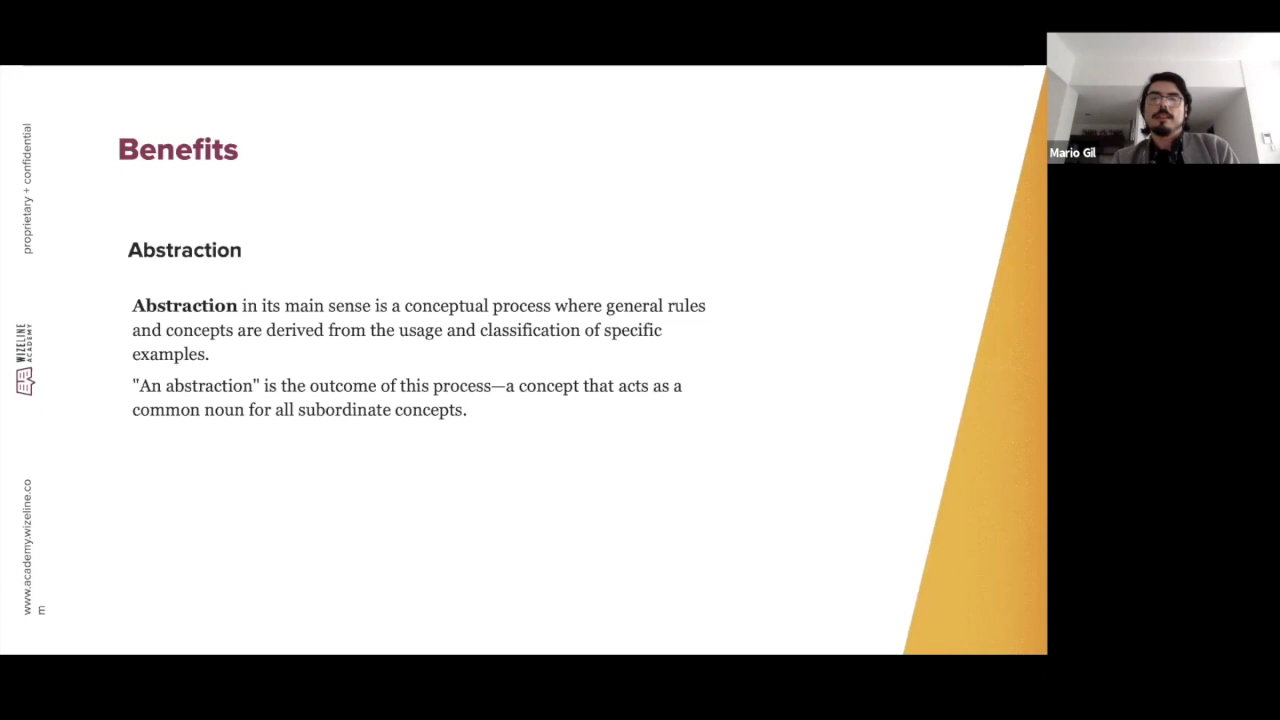 Benefits
Abstraction
Abstraction in its main sense is a conceptual process where general rules
and concepts are derived from the usage and classification of specific
examples.
"An abstraction" is the outcome of this process—a concept that acts as a
common noun for all subordinate concepts.
proprietary + confidential
WIZELINE
ACADEMY
www.academy.wizeline.co
m
Mario Gil